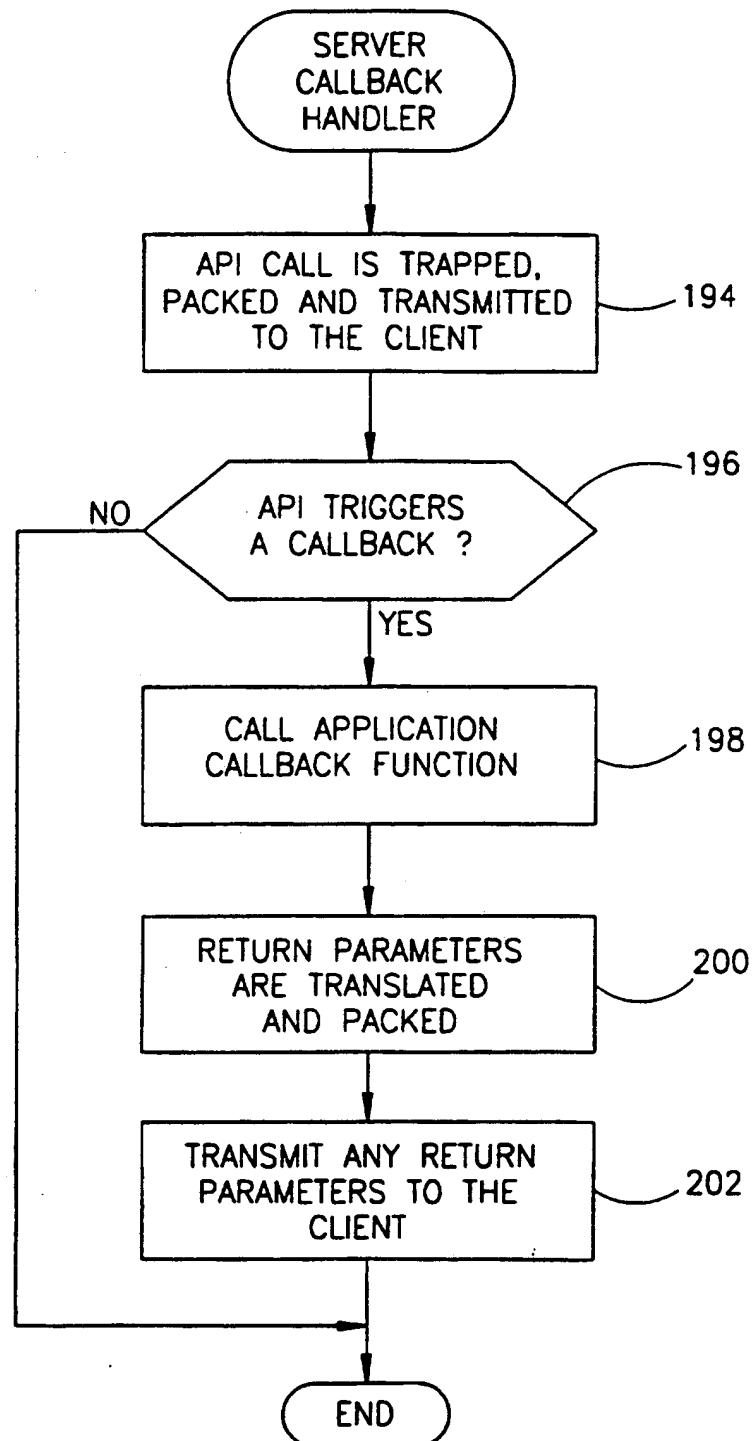 SERVER
CALLBACK
HANDLER
API CALL IS TRAPPED,
PACKED AND TRANSMITTED
TO THE CLIENT
194
API TRIGGERS
A CALLBACK ?
196
NO
YES
CALL APPLICATION
CALLBACK FUNCTION
198
RETURN PARAMETERS
ARE TRANSLATED
AND PACKED
200
TRANSMIT ANY RETURN
PARAMETERS TO THE
CLIENT
202
END